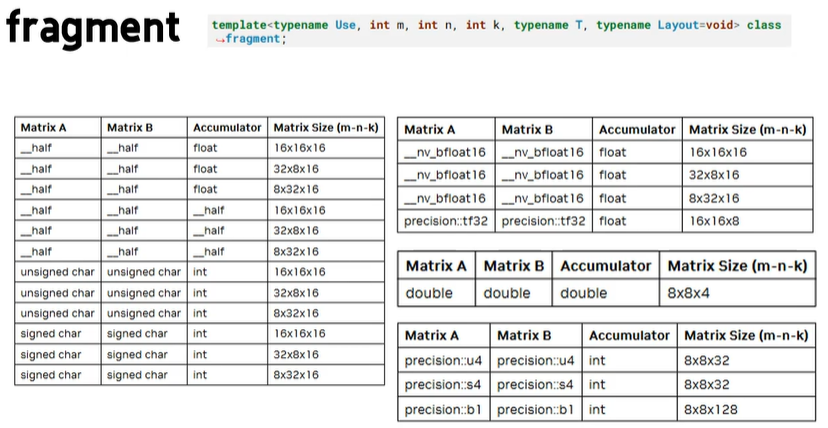 fragment
template<typename Use, int m, int n, int k, typename T, typename Layout=void> class
↪fragment;
Matrix A Matrix B Accumulator Matrix Size (m-n-k)
__half __half float 16x16x16
__half __half float 32x8x16
__half __half float 8x32x16
__half __half __half 16x16x16
__half __half __half 32x8x16
__half __half __half 8x32x16
unsigned char unsigned char int 16x16x16
unsigned char unsigned char int 32x8x16
unsigned char unsigned char int 8x32x16
signed char signed char int 16x16x16
signed char signed char int 32x8x16
signed char signed char int 8x32x16
Matrix A Matrix B Accumulator Matrix Size (m-n-k)
__nv_bfloat16 __nv_bfloat16 float 16x16x16
__nv_bfloat16 __nv_bfloat16 float 32x8x16
__nv_bfloat16 __nv_bfloat16 float 8x32x16
precision::tf32 precision::tf32 float 16x16x8
Matrix A Matrix B Accumulator Matrix Size (m-n-k)
double double double 8x8x4
Matrix A Matrix B Accumulator Matrix Size (m-n-k)
precision::u4 precision::u4 int 8x8x32
precision::s4 precision::s4 int 8x8x32
precision::b1 precision::b1 int 8x8x128